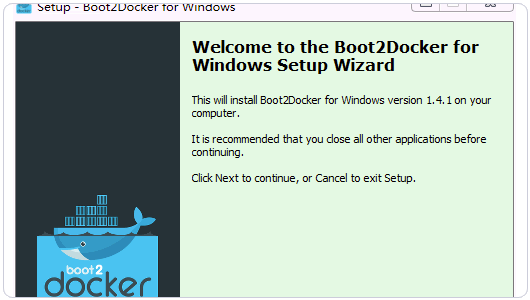 Setup - Boot2Docker for Windows
Welcome to the Boot2Docker for
Windows Setup Wizard
This will install Boot2Docker for Windows version 1.4.1 on your
computer.
It is recommended that you close all other applications before
continuing.
Click Next to continue, or Cancel to exit Setup.
boot2
docker